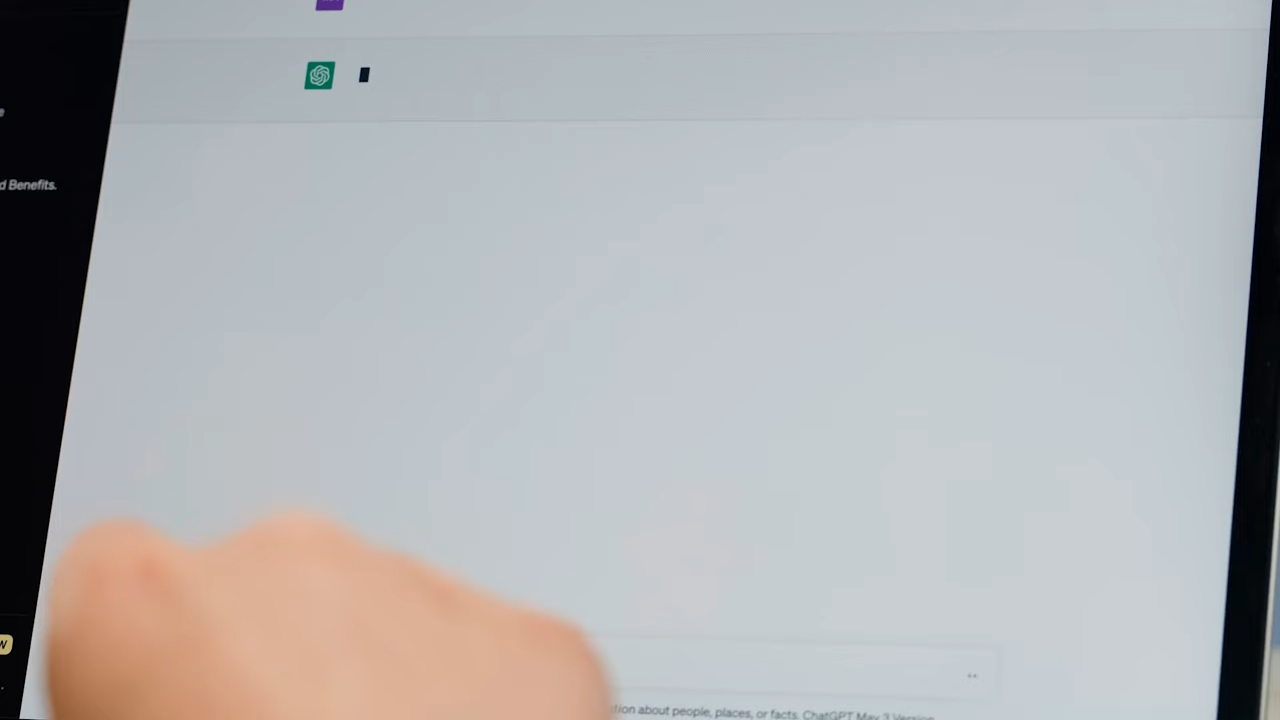 d Benefits.
tion about people, places, or facts. ChatGPT May 3 Version